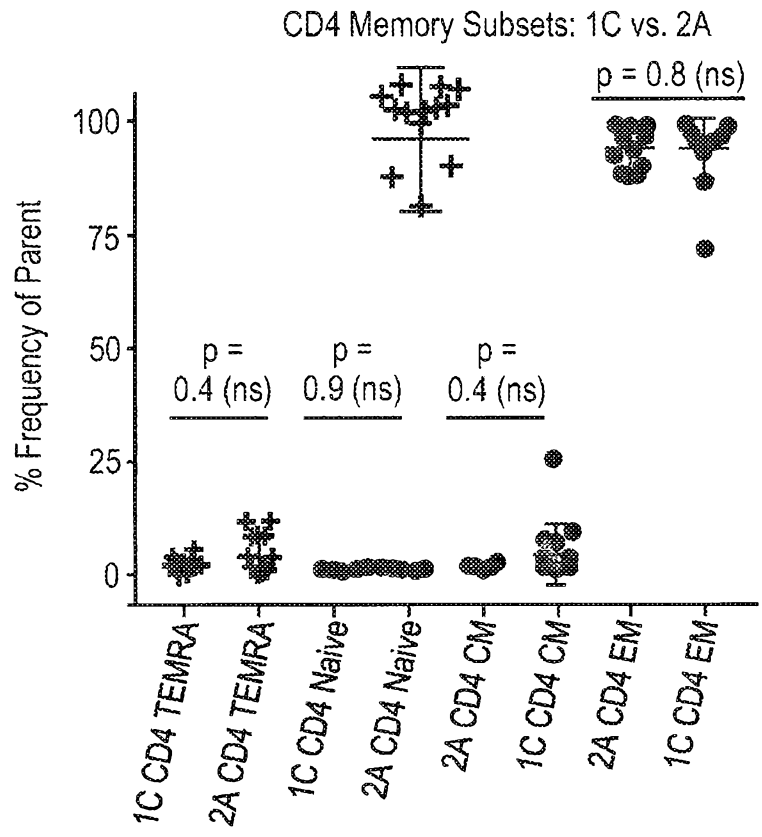 CD4 Memory Subsets: 1C vs. 2A
p = 0.8 (ns)
% Frequency of Parent
100
75
50
25
0
p =
0.4 (ns)
p =
0.9 (ns)
p =
0.4 (ns)
1C CD4 TEMRA
2A CD4 TEMRA
1C CD4 Naive
2A CD4 Naive
2A CD4 CM
1C CD4 CM
2A CD4 EM
1C CD4 EM